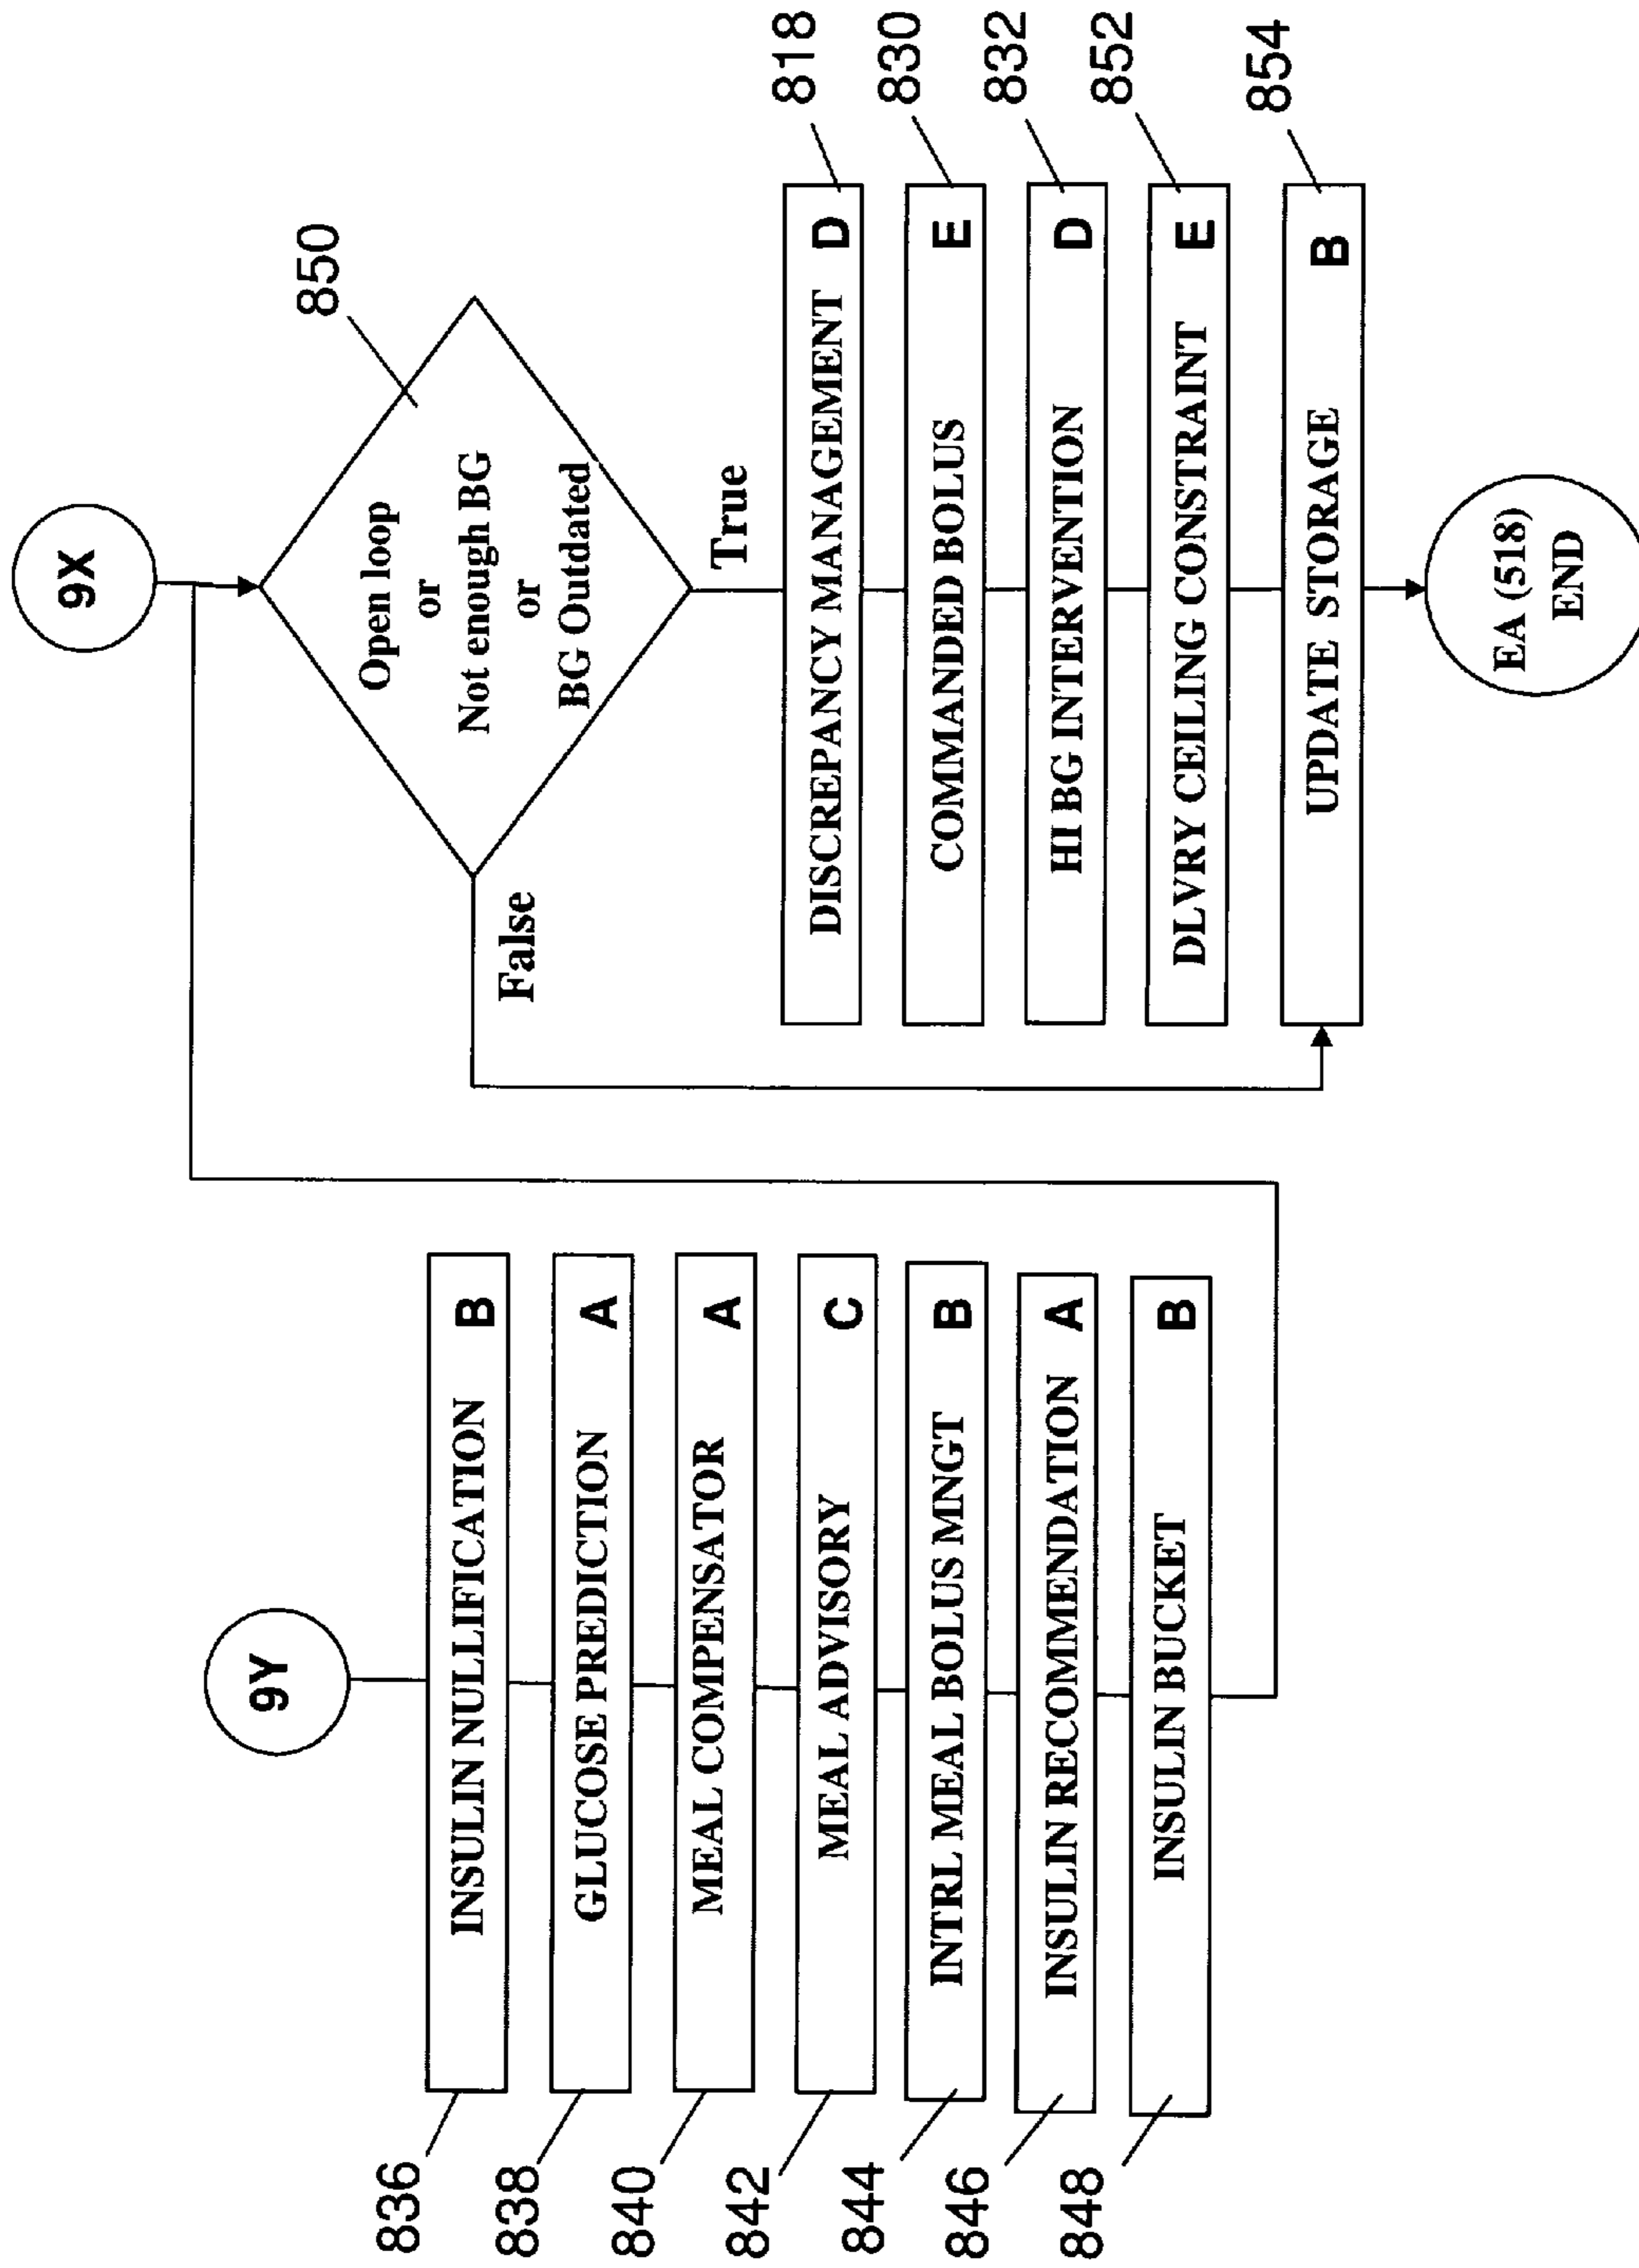 9Y
836
INSULIN NULLIFICATION B
838
GLUCOSE PREDICTION A
840
MEAL COMPENSATOR A
842
MEAL ADVISORY C
844
INTRL MEAL BOLUS MNGT B
846
INSULIN RECOMMENDATION A
848
INSULIN BUCKET B
9X
850
Open loop
or
Not enough BG
or
BG Outdated
False
True
818
DISCREPANCY MANAGEMENT D
830
COMMANDED BOLUS E
832
HI BG INTERVENTION D
852
DLVRY CEILING CONSTRAINT E
854
UPDATE STORAGE B
EA (518)
END